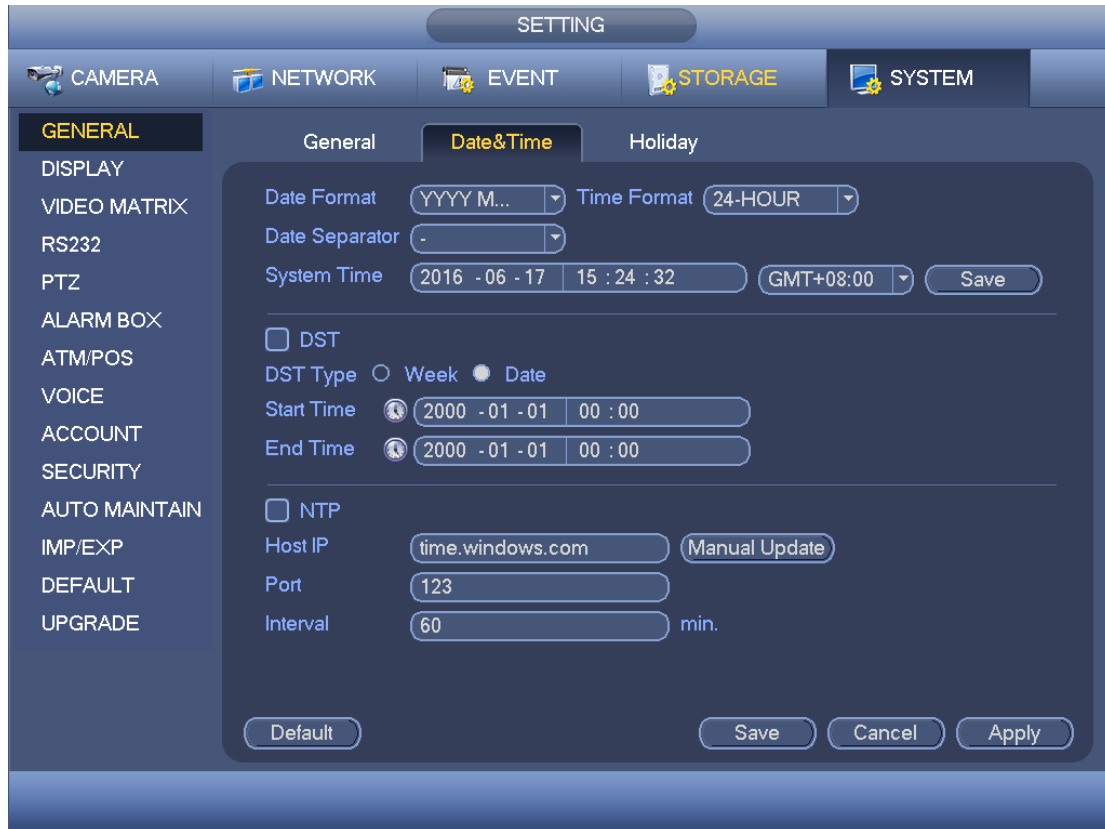 SETTING
CAMERA NETWORK EVENT STORAGE SYSTEM
GENERAL
DISPLAY
VIDEO MATRIX
RS232
PTZ
ALARM BOX
ATM/POS
VOICE
ACCOUNT
SECURITY
AUTO MAINTAIN
IMP/EXP
DEFAULT
UPGRADE
General Date&Time Holiday
Date Format YYYY M... Time Format 24-HOUR
Date Separator -
System Time 2016 - 06 - 17 15 : 24 : 32 GMT+08:00 Save
DST
DST Type Week Date
Start Time 2000 - 01 - 01 00 : 00
End Time 2000 - 01 - 01 00 : 00
NTP
Host IP time.windows.com Manual Update
Port 123
Interval 60 min.
Default Save Cancel Apply